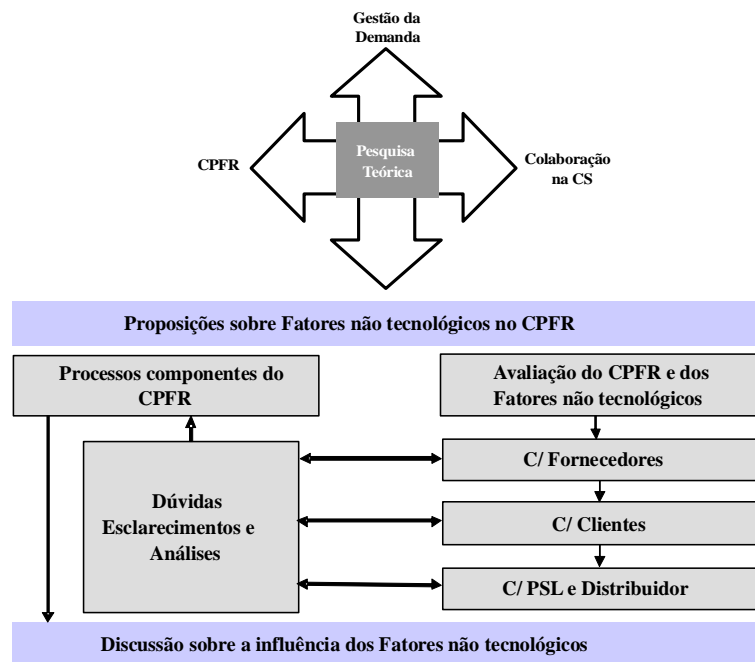 Gestão da
Demanda
Pesquisa
Teórica
CPFR
Colaboração
na CS
Proposições sobre Fatores não tecnológicos no CPFR
Processos componentes do
CPFR
Avaliação do CPFR e dos
Fatores não tecnológicos
Dúvidas
Esclarecimentos e
Análises
C/ Fornecedores
C/ Clientes
C/ PSL e Distribuidor
Discussão sobre a influência dos Fatores não tecnológicos